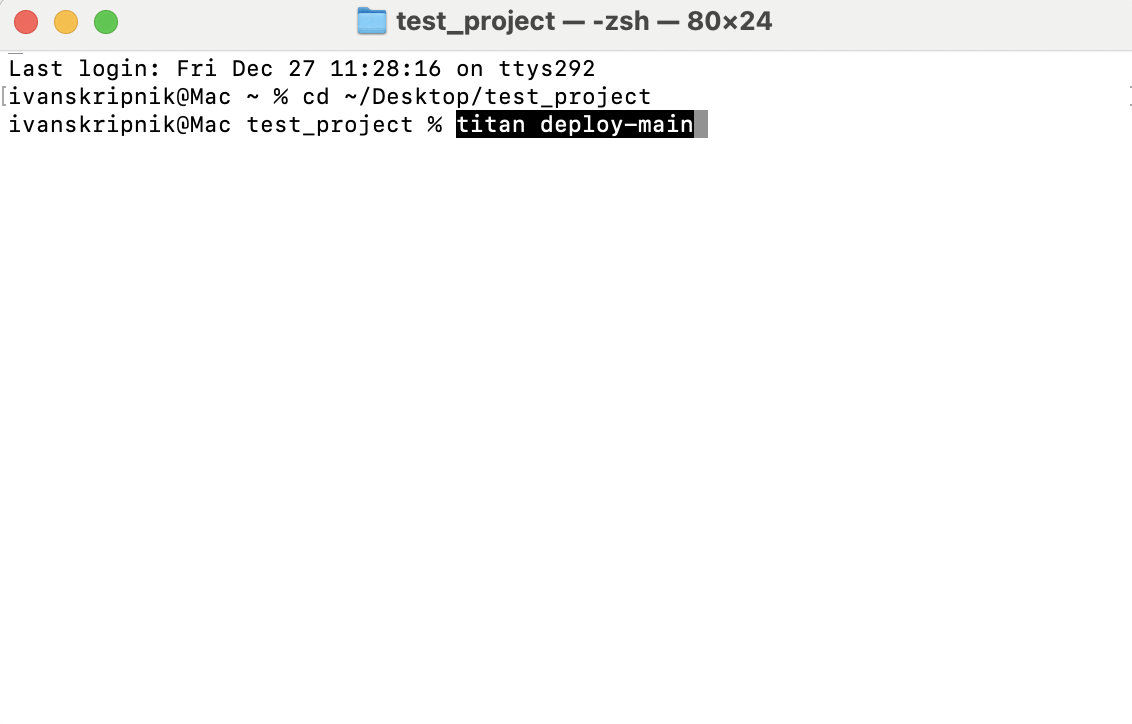 test_project — -zsh — 80×24
Last login: Fri Dec 27 11:28:16 on ttys292
[ivanskripnik@Mac ~ % cd ~/Desktop/test_project ]
ivanskripnik@Mac test_project % titan deploy-main